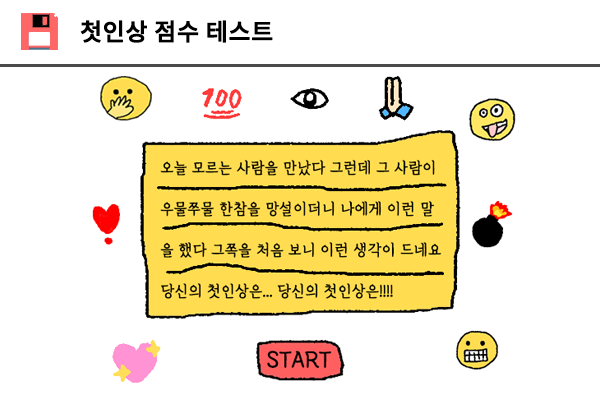 첫인상 점수 테스트
100
오늘 모르는 사람을 만났다 그런데 그 사람이
우물쭈물 한참을 망설이더니 나에게 이런 말
을 했다 그쪽을 처음 보니 이런 생각이 드네요
당신의 첫인상은... 당신의 첫인상은!!!!
START